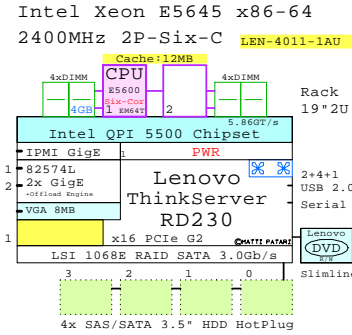 Intel Xeon E5645 x86-64
2400MHz 2P-Six-C LEN-4011-1AU
Cache:12MB
4xDIMM CPU 4xDIMM
E5600
Six-Cor
4GB 1 EM64T 2
Rack
19"2U
5.86GT/s
Intel QPI 5500 Chipset
IPMI GigE 1 PWR
1 82574L
2 2x GigE
+Offload Engine
Lenovo
ThinkServer
RD230
2+4+1
USB 2.0
Serial
VGA 8MB
1 x16 PCIe G2 ©MATTI PATARI
Lenovo
DVD
R/W
Slimline
LSI 1068E RAID SATA 3.0Gb/s
3 2 1 0
4x SAS/SATA 3.5" HDD HotPlug